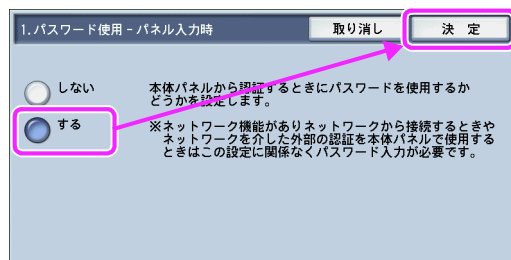 1.パスワード使用 - パネル入力時
取り消し
決 定
しない
する
本体パネルから認証するときにパスワードを使用するか
どうかを設定します。
※ネットワーク機能がありネットワークから接続するときや
ネットワークを介した外部の認証を本体パネルで使用する
ときはこの設定に関係なくパスワード入力が必要です。